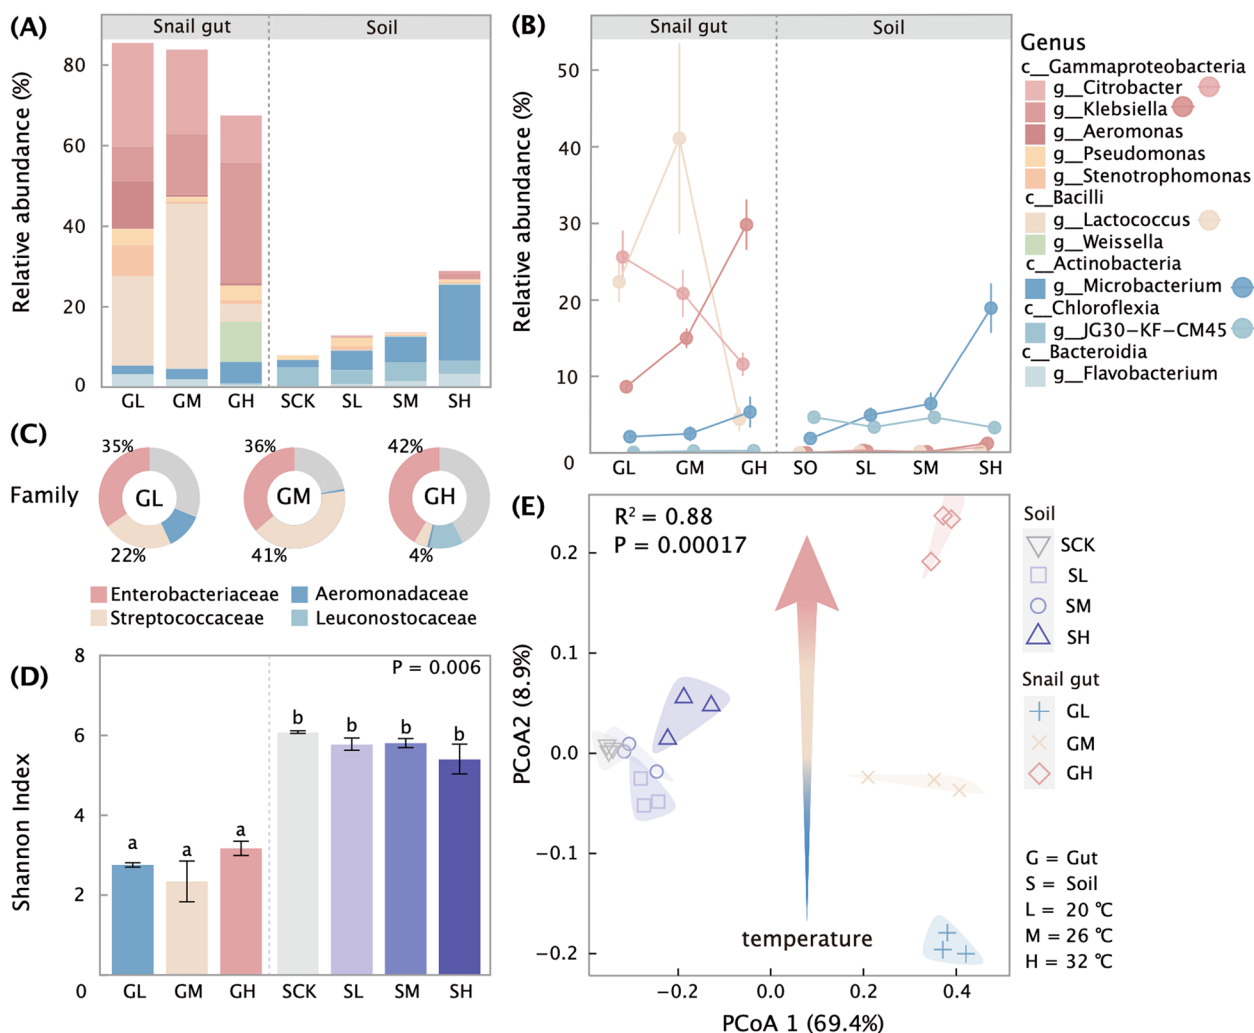 (A)
Snail gut
Soil
Relative abundance (%)
80
60
40
20
0
GL
GM
GH
SCK
SL
SM
SH
(B)
Snail gut
Soil
Relative abundance (%)
50
40
30
20
10
0
GL
GM
GH
SO
SL
SM
SH
Genus
c__Gammaproteobacteria
g__Citrobacter
g__Klebsiella
g__Aeromonas
g__Pseudomonas
g__Stenotrophomonas
c__Bacilli
g__Lactococcus
g__Weissella
c__Actinobacteria
g__Microbacterium
c__Chloroflexia
g__JG30−KF−CM45
c__Bacteroidia
g__Flavobacterium
(C)
Family
35%
GL
22%
36%
GM
41%
42%
GH
4%
Enterobacteriaceae
Aeromonadaceae
Streptococcaceae
Leuconostocaceae
(D)
Shannon Index
P = 0.006
8
6
4
2
0
a
a
a
b
b
b
b
GL
GM
GH
SCK
SL
SM
SH
(E)
R² = 0.88
P = 0.00017
PCoA2 (8.9%)
0.2
0.1
0.0
−0.1
−0.2
temperature
−0.2
0.0
0.2
0.4
PCoA 1 (69.4%)
Soil
SCK
SL
SM
SH
Snail gut
GL
GM
GH
G = Gut
S = Soil
L = 20 ℃
M = 26 ℃
H = 32 ℃